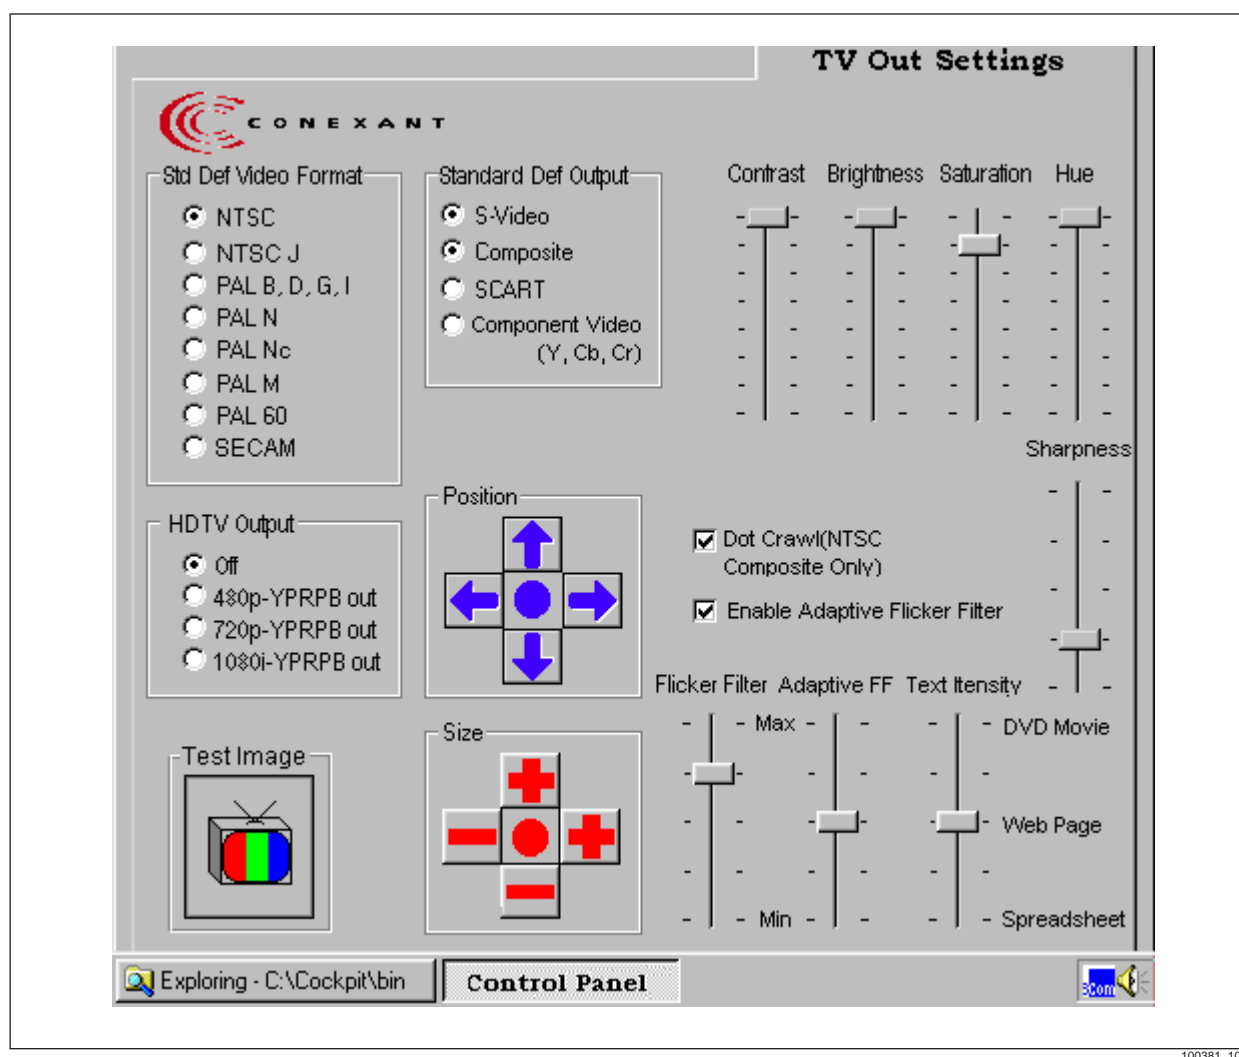 TV Out Settings
CONEXANT
Std Def Video Format
NTSC
NTSC J
PAL B, D, G, I
PAL N
PAL Nc
PAL M
PAL 60
SECAM
Standard Def Output
S-Video
Composite
SCART
Component Video
(Y, Cb, Cr)
Contrast Brightness Saturation Hue
Sharpness
HDTV Output
Off
480p-YPRPB out
720p-YPRPB out
1080i-YPRPB out
Position
Dot Crawl(NTSC
Composite Only)
Enable Adaptive Flicker Filter
Flicker Filter Adaptive FF Text Itensity
Max
Min
DVD Movie
Web Page
Spreadsheet
Test Image
Size
Exploring - C:\Cockpit\bin
Control Panel
3Com